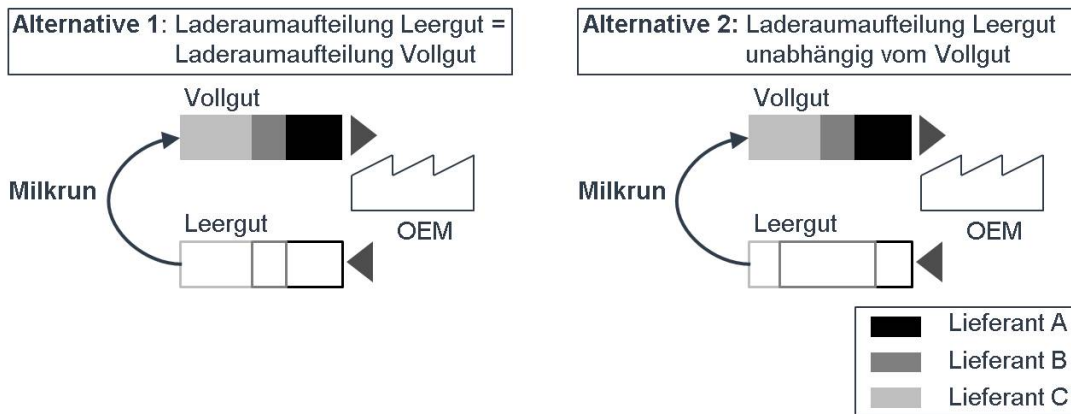 Alternative 1: Laderaumaufteilung Leergut =
Laderaumaufteilung Vollgut
Vollgut
Milkrun
Leergut
OEM
Alternative 2: Laderaumaufteilung Leergut
unabhängig vom Vollgut
Vollgut
Milkrun
Leergut
OEM
Lieferant A
Lieferant B
Lieferant C